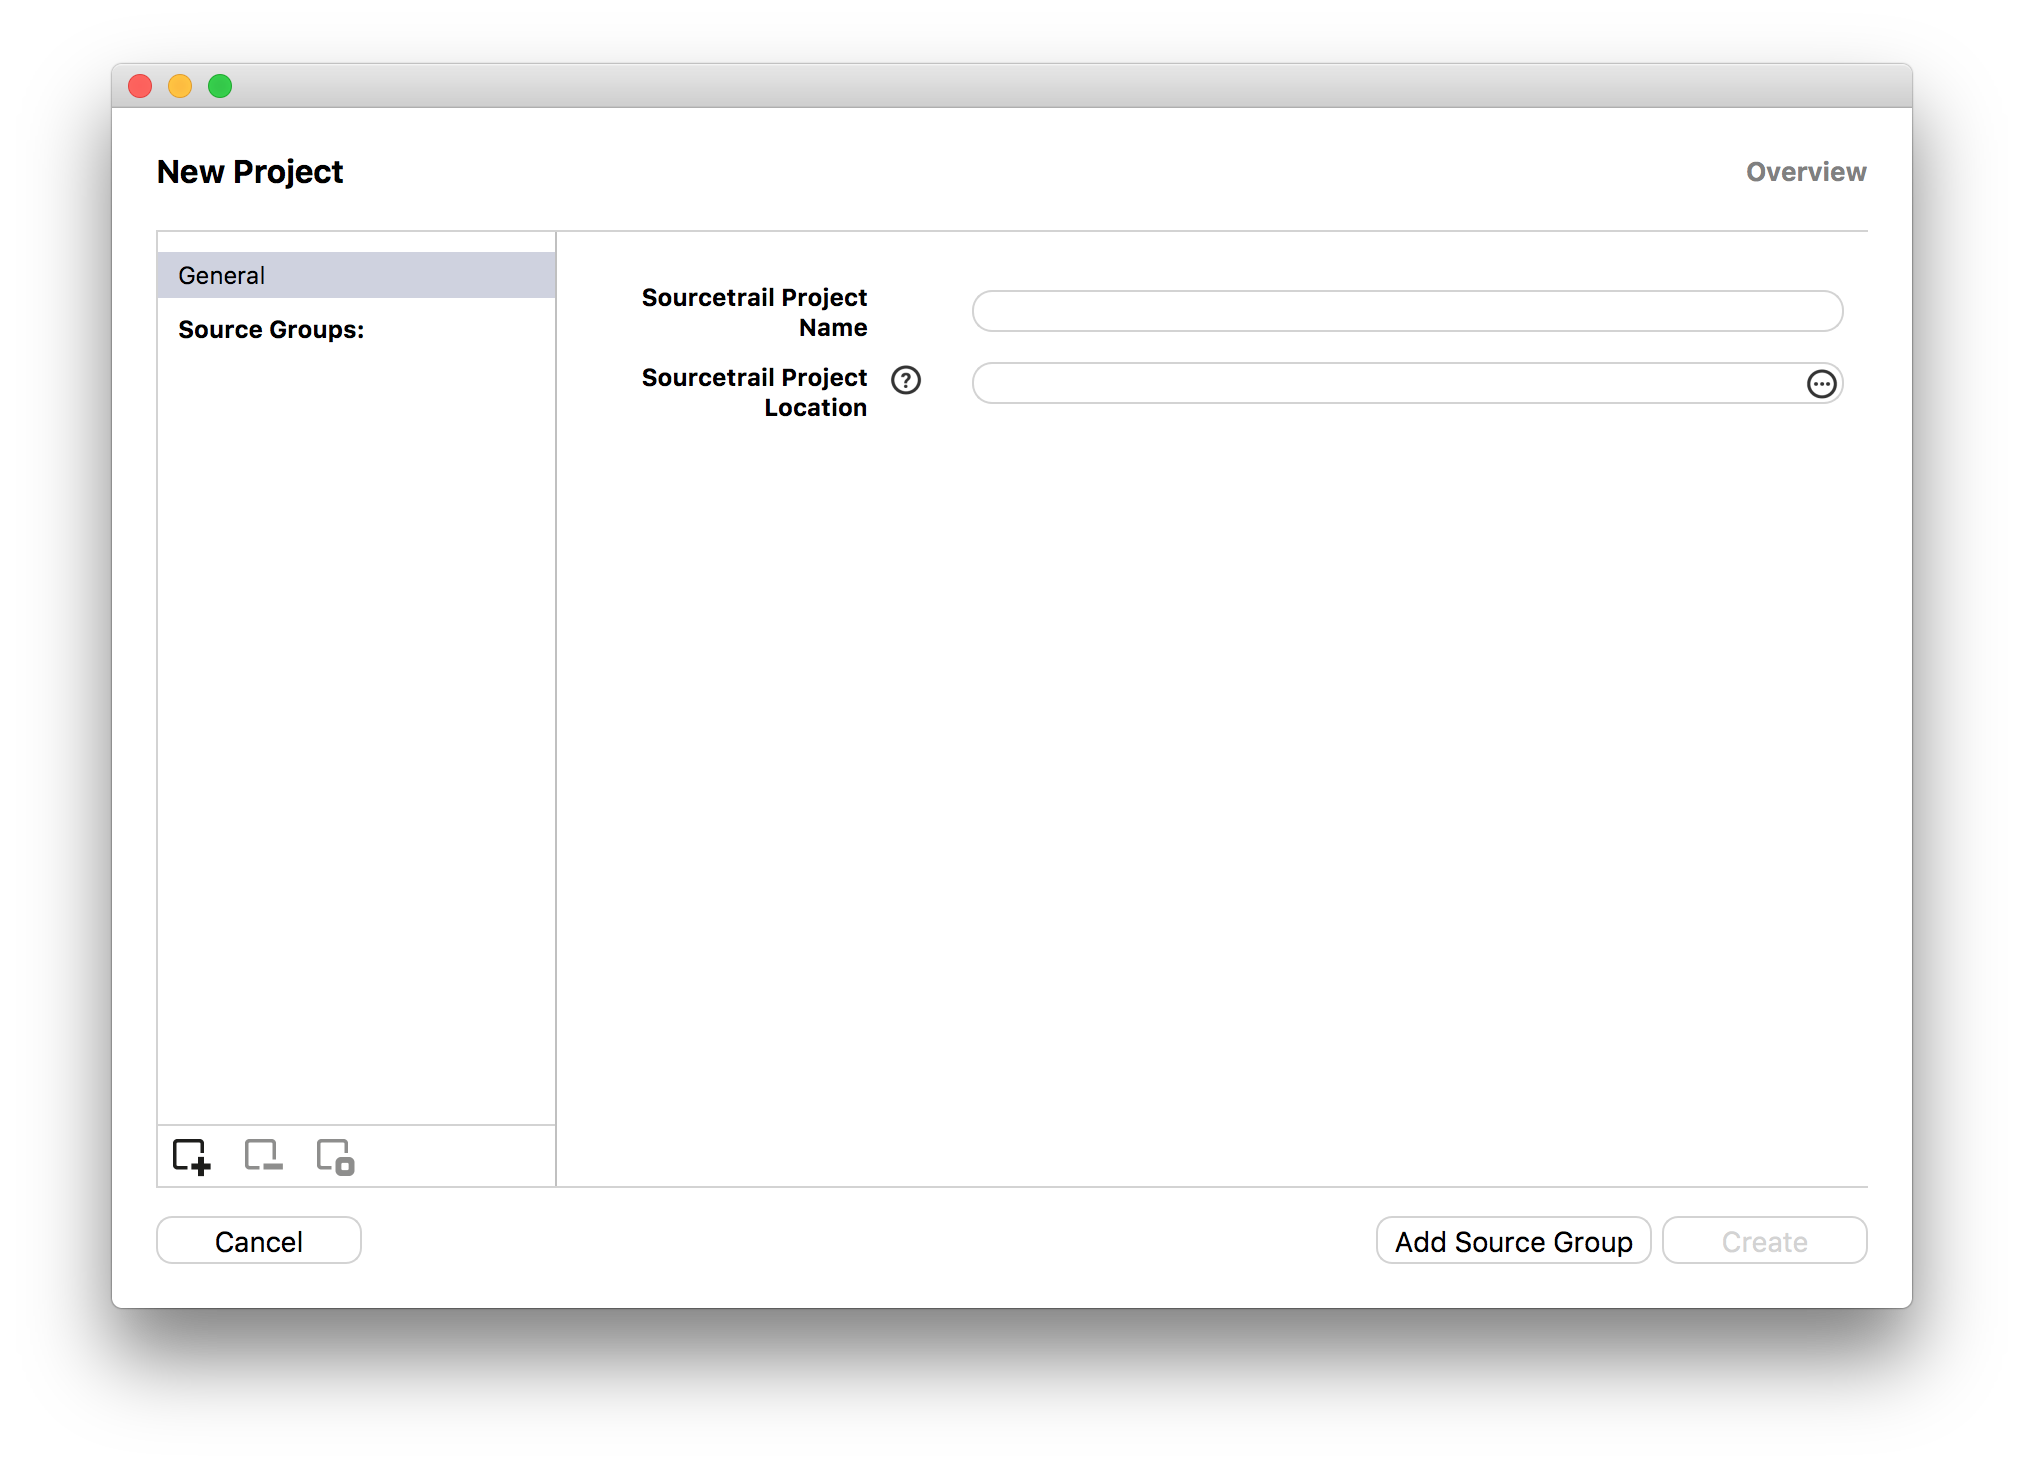 New Project
Overview
General
Source Groups:
Sourcetrail Project
Name
Sourcetrail Project
Location
Cancel
Add Source Group
Create